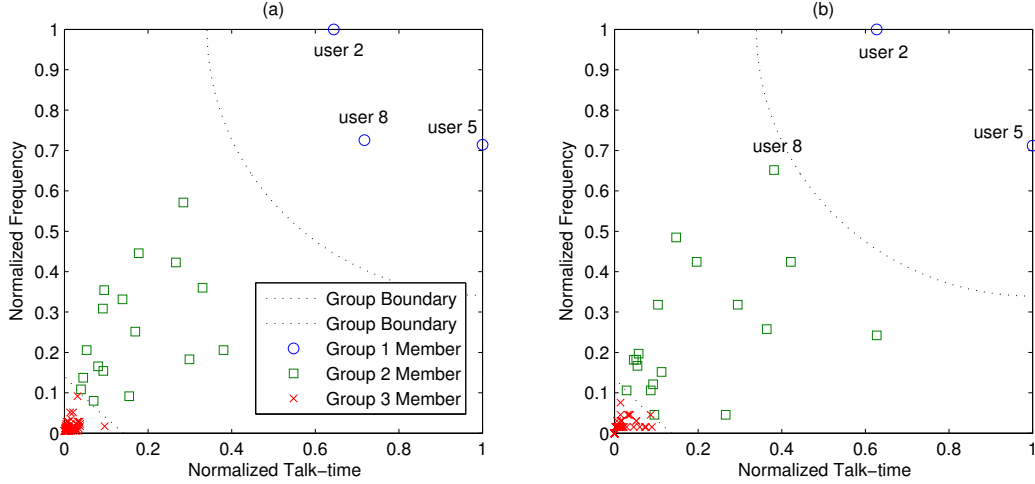 (a)
1
0.9
0.8
0.7
0.6
0.5
0.4
0.3
0.2
0.1
0
0
0.2
0.4
0.6
0.8
1
Normalized Talk-time
Normalized Frequency
user 2
user 8
user 5
Group Boundary
Group Boundary
Group 1 Member
Group 2 Member
Group 3 Member
(b)
1
0.9
0.8
0.7
0.6
0.5
0.4
0.3
0.2
0.1
0
0
0.2
0.4
0.6
0.8
1
Normalized Talk-time
Normalized Frequency
user 2
user 5
user 8